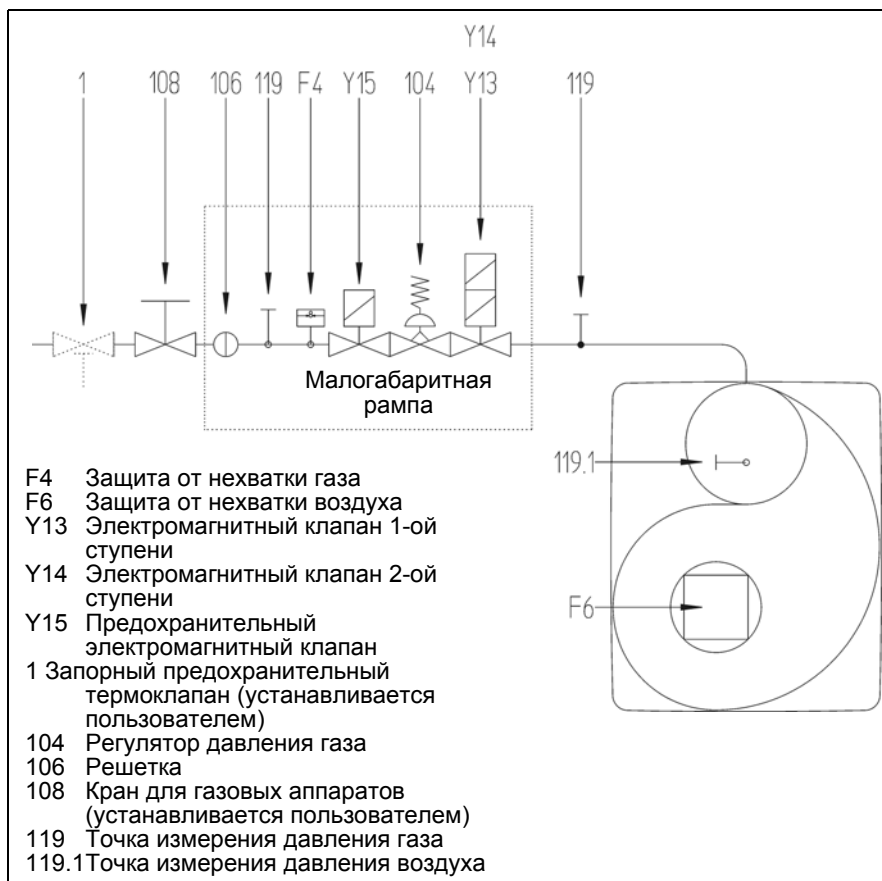 Y14
1 108 106 119 F4 Y15 104 Y13 119
Малогабаритная
рампа
119.1
F6
F4 Защита от нехватки газа
F6 Защита от нехватки воздуха
Y13 Электромагнитный клапан 1-ой
ступени
Y14 Электромагнитный клапан 2-ой
ступени
Y15 Предохранительный
электромагнитный клапан
1 Запорный предохранительный
термоклапан (устанавливается
пользователем)
104 Регулятор давления газа
106 Решетка
108 Кран для газовых аппаратов
(устанавливается пользователем)
119 Точка измерения давления газа
119.1Точка измерения давления воздуха